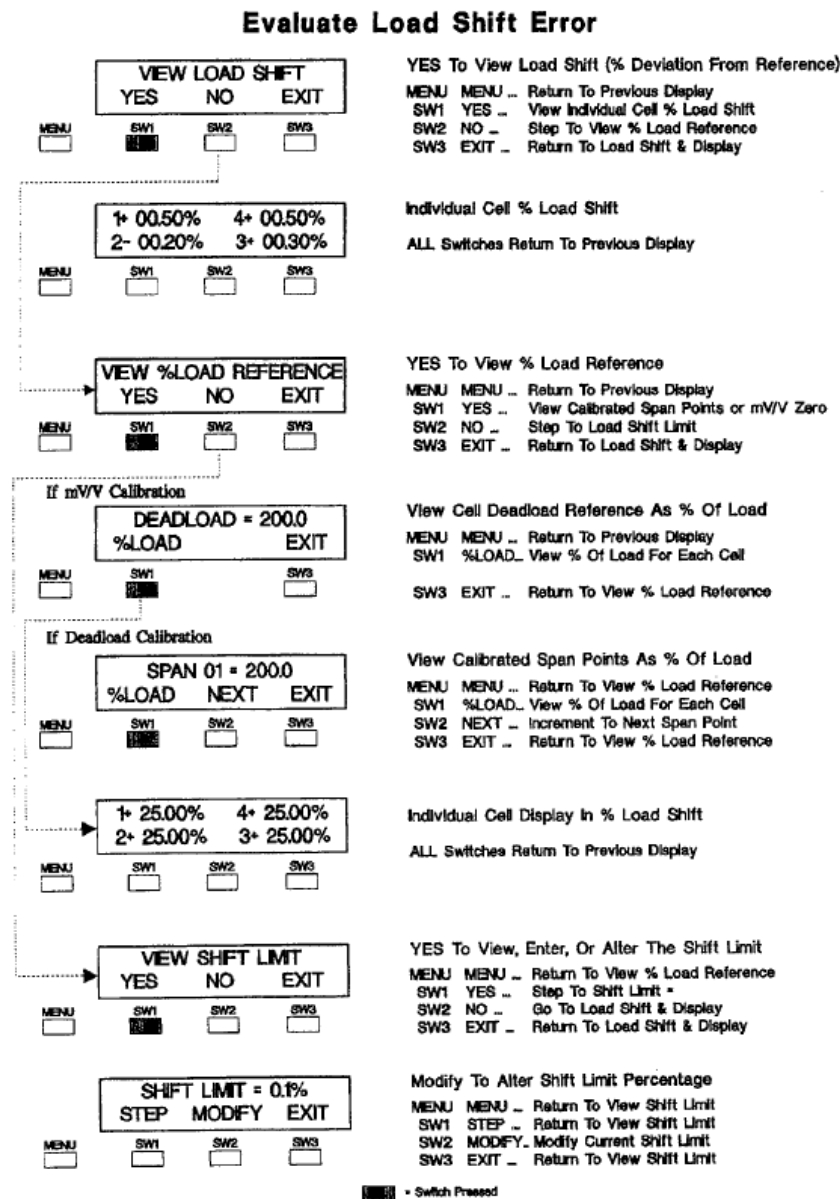 Evaluate Load Shift Error
VIEW LOAD SHIFT
YES NO EXIT
MENU SW1 SW2 SW3
YES To View Load Shift (% Deviation From Reference)
MENU MENU _ Return To Previous Display
SW1 YES _ View Individual Cell % Load Shift
SW2 NO _ Step To View % Load Reference
SW3 EXIT _ Return To Load Shift & Display
1+ 00.50% 4+ 00.50%
2- 00.20% 3+ 00.30%
MENU SW1 SW2 SW3
Individual Cell % Load Shift
ALL Switches Return To Previous Display
VIEW %LOAD REFERENCE
YES NO EXIT
MENU SW1 SW2 SW3
YES To View % Load Reference
MENU MENU _ Return To Previous Display
SW1 YES _ View Calibrated Span Points or mV/V Zero
SW2 NO _ Step To Load Shift Limit
SW3 EXIT _ Return To Load Shift & Display
If mV/V Calibration
DEADLOAD = 200.0
%LOAD EXIT
MENU SW1 SW3
View Cell Deadload Reference As % Of Load
MENU MENU _ Return To Previous Display
SW1 %LOAD_ View % Of Load For Each Cell
SW3 EXIT _ Return To View % Load Reference
If Deadload Calibration
SPAN 01 = 200.0
%LOAD NEXT EXIT
MENU SW1 SW2 SW3
View Calibrated Span Points As % Of Load
MENU MENU _ Return To View % Load Reference
SW1 %LOAD_ View % Of Load For Each Cell
SW2 NEXT _ Increment To Next Span Point
SW3 EXIT _ Return To View % Load Reference
1+ 25.00% 4+ 25.00%
2+ 25.00% 3+ 25.00%
MENU SW1 SW2 SW3
Individual Cell Display In % Load Shift
ALL Switches Return To Previous Display
VIEW SHIFT LIMIT
YES NO EXIT
MENU SW1 SW2 SW3
YES To View, Enter, Or Alter The Shift Limit
MENU MENU _ Return To View % Load Reference
SW1 YES _ Step To Shift Limit =
SW2 NO _ Go To Load Shift & Display
SW3 EXIT _ Return To Load Shift & Display
SHIFT LIMIT = 0.1%
STEP MODIFY EXIT
MENU SW1 SW2 SW3
Modify To Alter Shift Limit Percentage
MENU MENU _ Return To View Shift Limit
SW1 STEP _ Return To View Shift Limit
SW2 MODIFY_ Modify Current Shift Limit
SW3 EXIT _ Return To View Shift Limit
= Switch Pressed